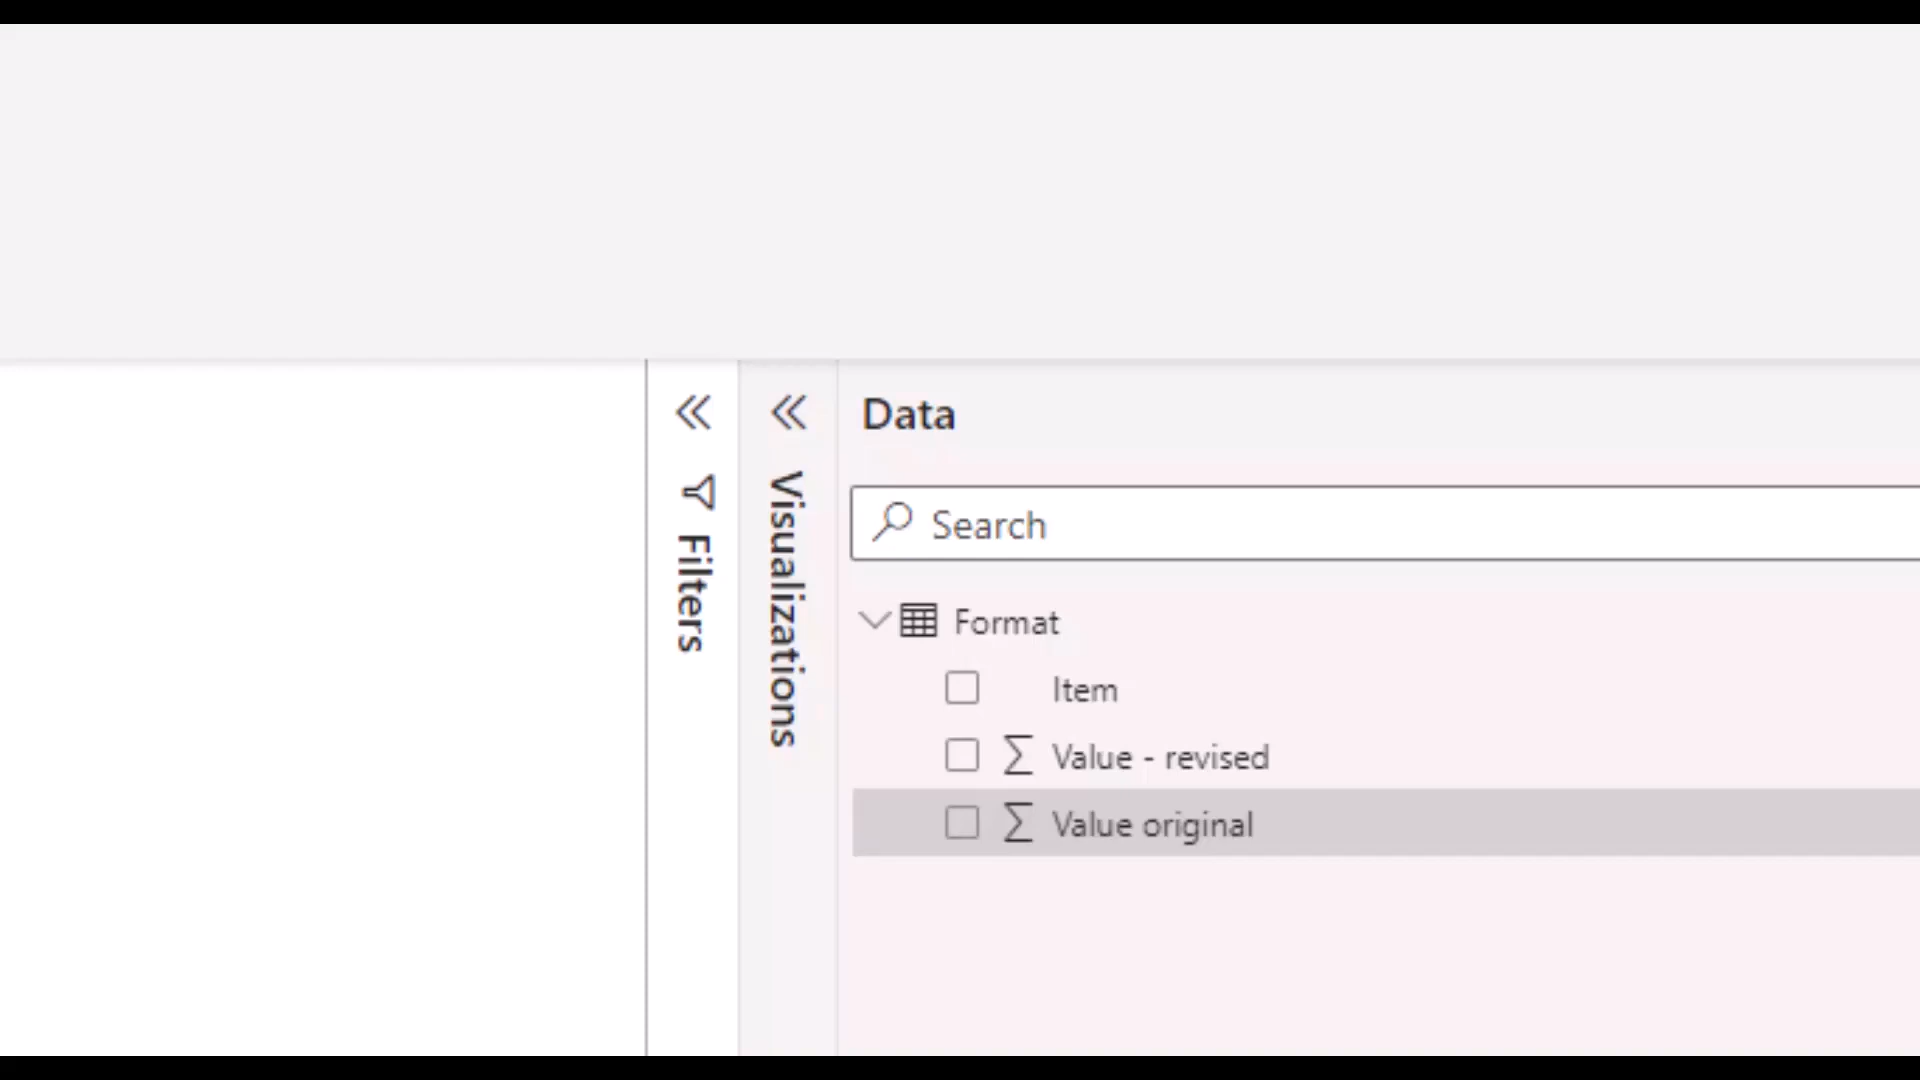 Filters
Visualizations
Data
Search
Format
Item
Value - revised
Value original